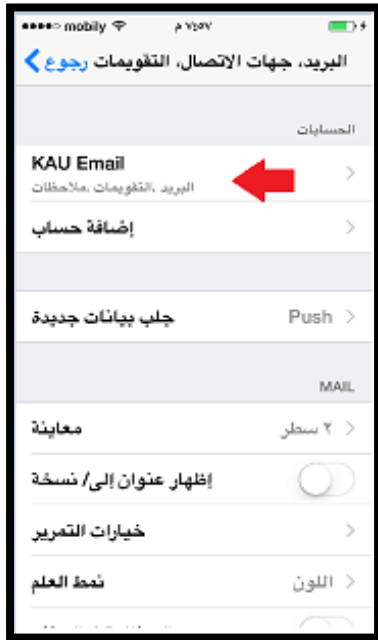 mobily ٧:٥٧ م
البريد، جهات الاتصال، التقويمات رجوع
الحسابات
KAU Email
البريد ،التقويمات ،ملاحظات
إضافة حساب
جلب بيانات جديدة Push
MAIL
معاينة ٢ سطر
إظهار عنوان إلى/ نسخة
خيارات التمرير
نمط العلم اللون